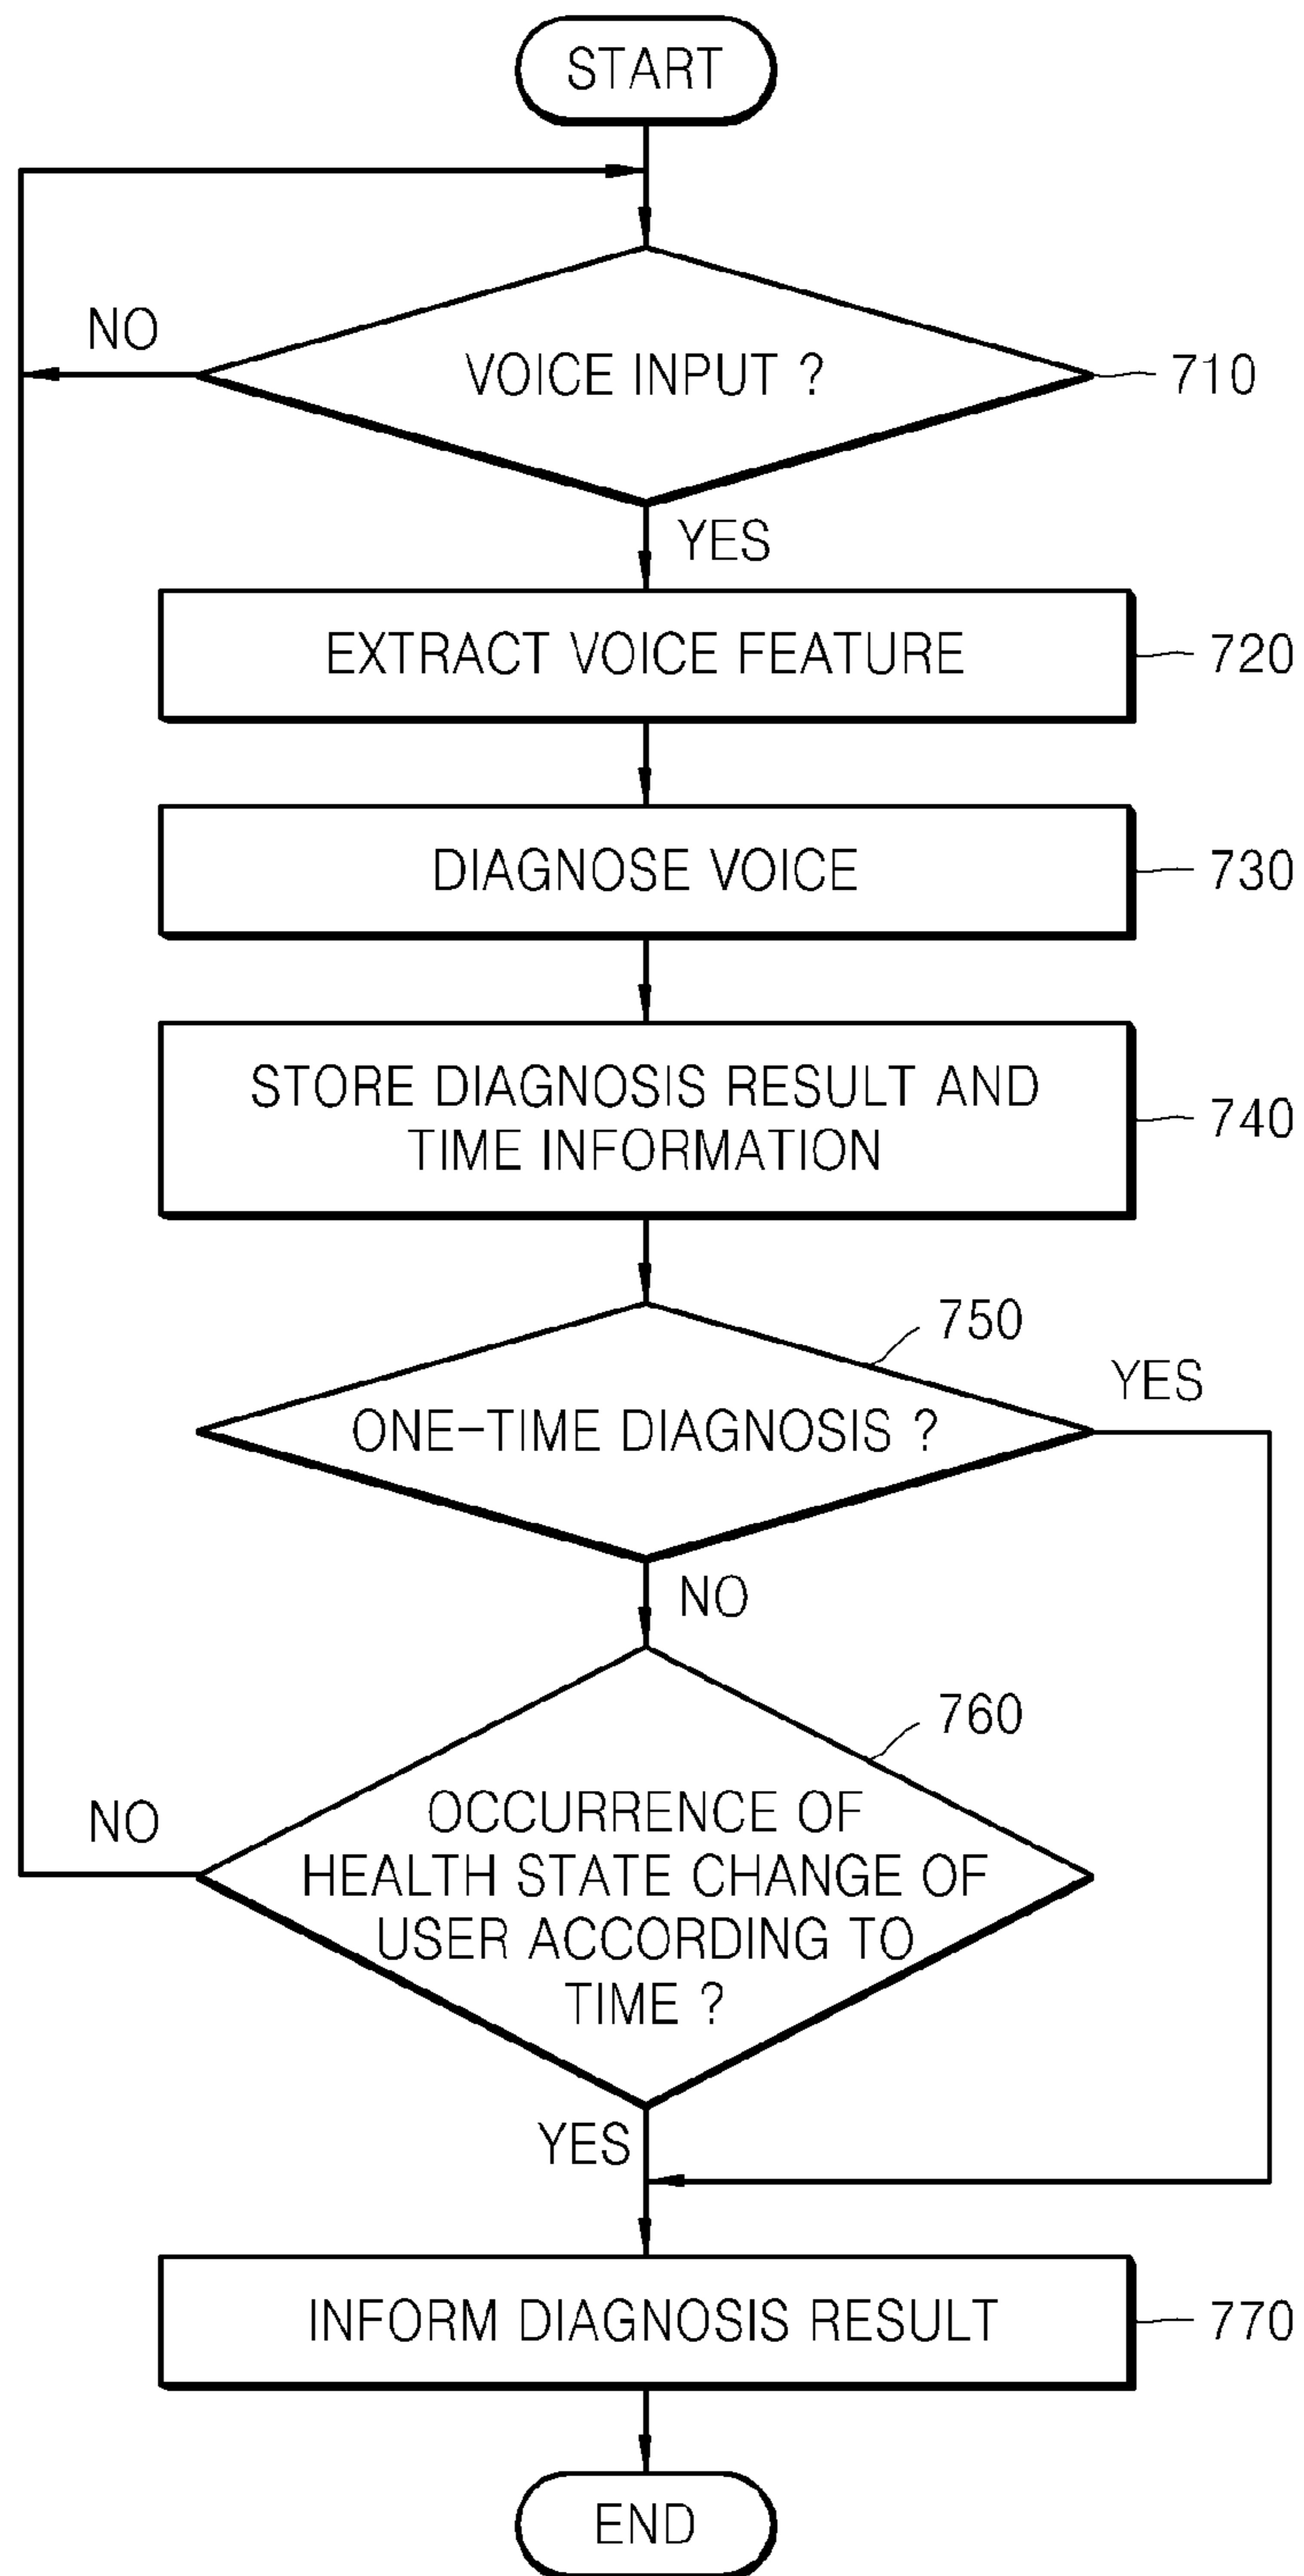 START
NO
VOICE INPUT ?
710
YES
EXTRACT VOICE FEATURE
720
DIAGNOSE VOICE
730
STORE DIAGNOSIS RESULT AND
TIME INFORMATION
740
750
YES
ONE-TIME DIAGNOSIS ?
NO
760
NO
OCCURRENCE OF
HEALTH STATE CHANGE OF
USER ACCORDING TO
TIME ?
YES
INFORM DIAGNOSIS RESULT
770
END